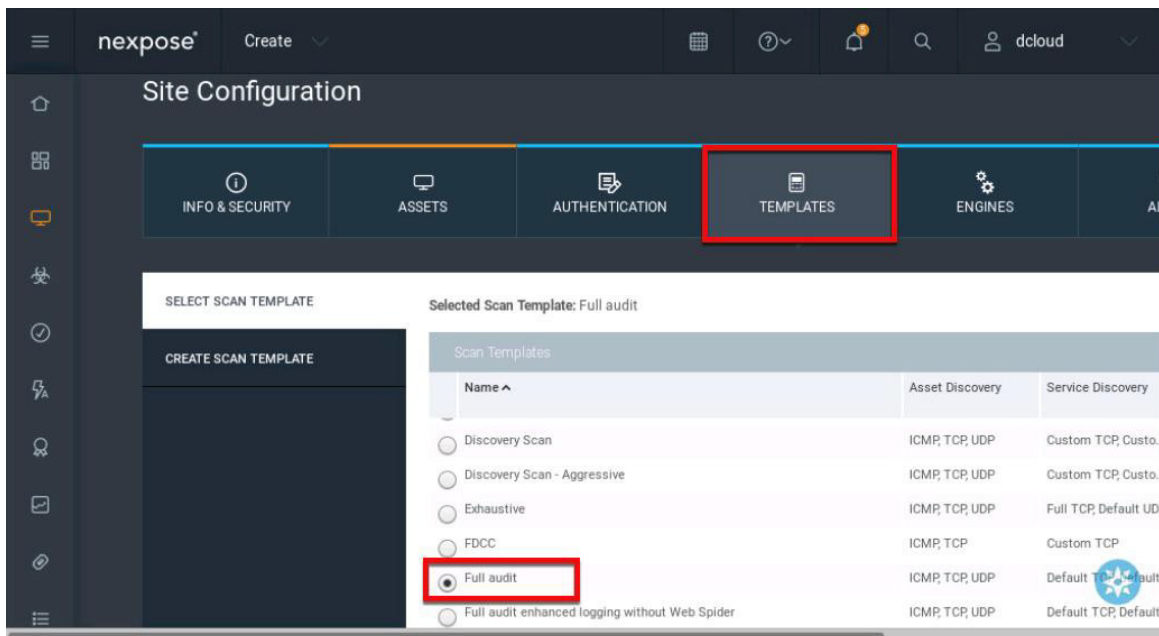 nexpose® Create dcloud
Site Configuration
INFO & SECURITY ASSETS AUTHENTICATION TEMPLATES ENGINES
SELECT SCAN TEMPLATE
CREATE SCAN TEMPLATE
Selected Scan Template: Full audit
Scan Templates
Name Asset Discovery Service Discovery
Discovery Scan ICMP, TCP, UDP Custom TCP, Custo.
Discovery Scan - Aggressive ICMP, TCP, UDP Custom TCP, Custo.
Exhaustive ICMP, TCP, UDP Full TCP, Default UD
FDCC ICMP, TCP Custom TCP
Full audit ICMP, TCP, UDP Default
Full audit enhanced logging without Web Spider ICMP, TCP, UDP Default TCP, Default